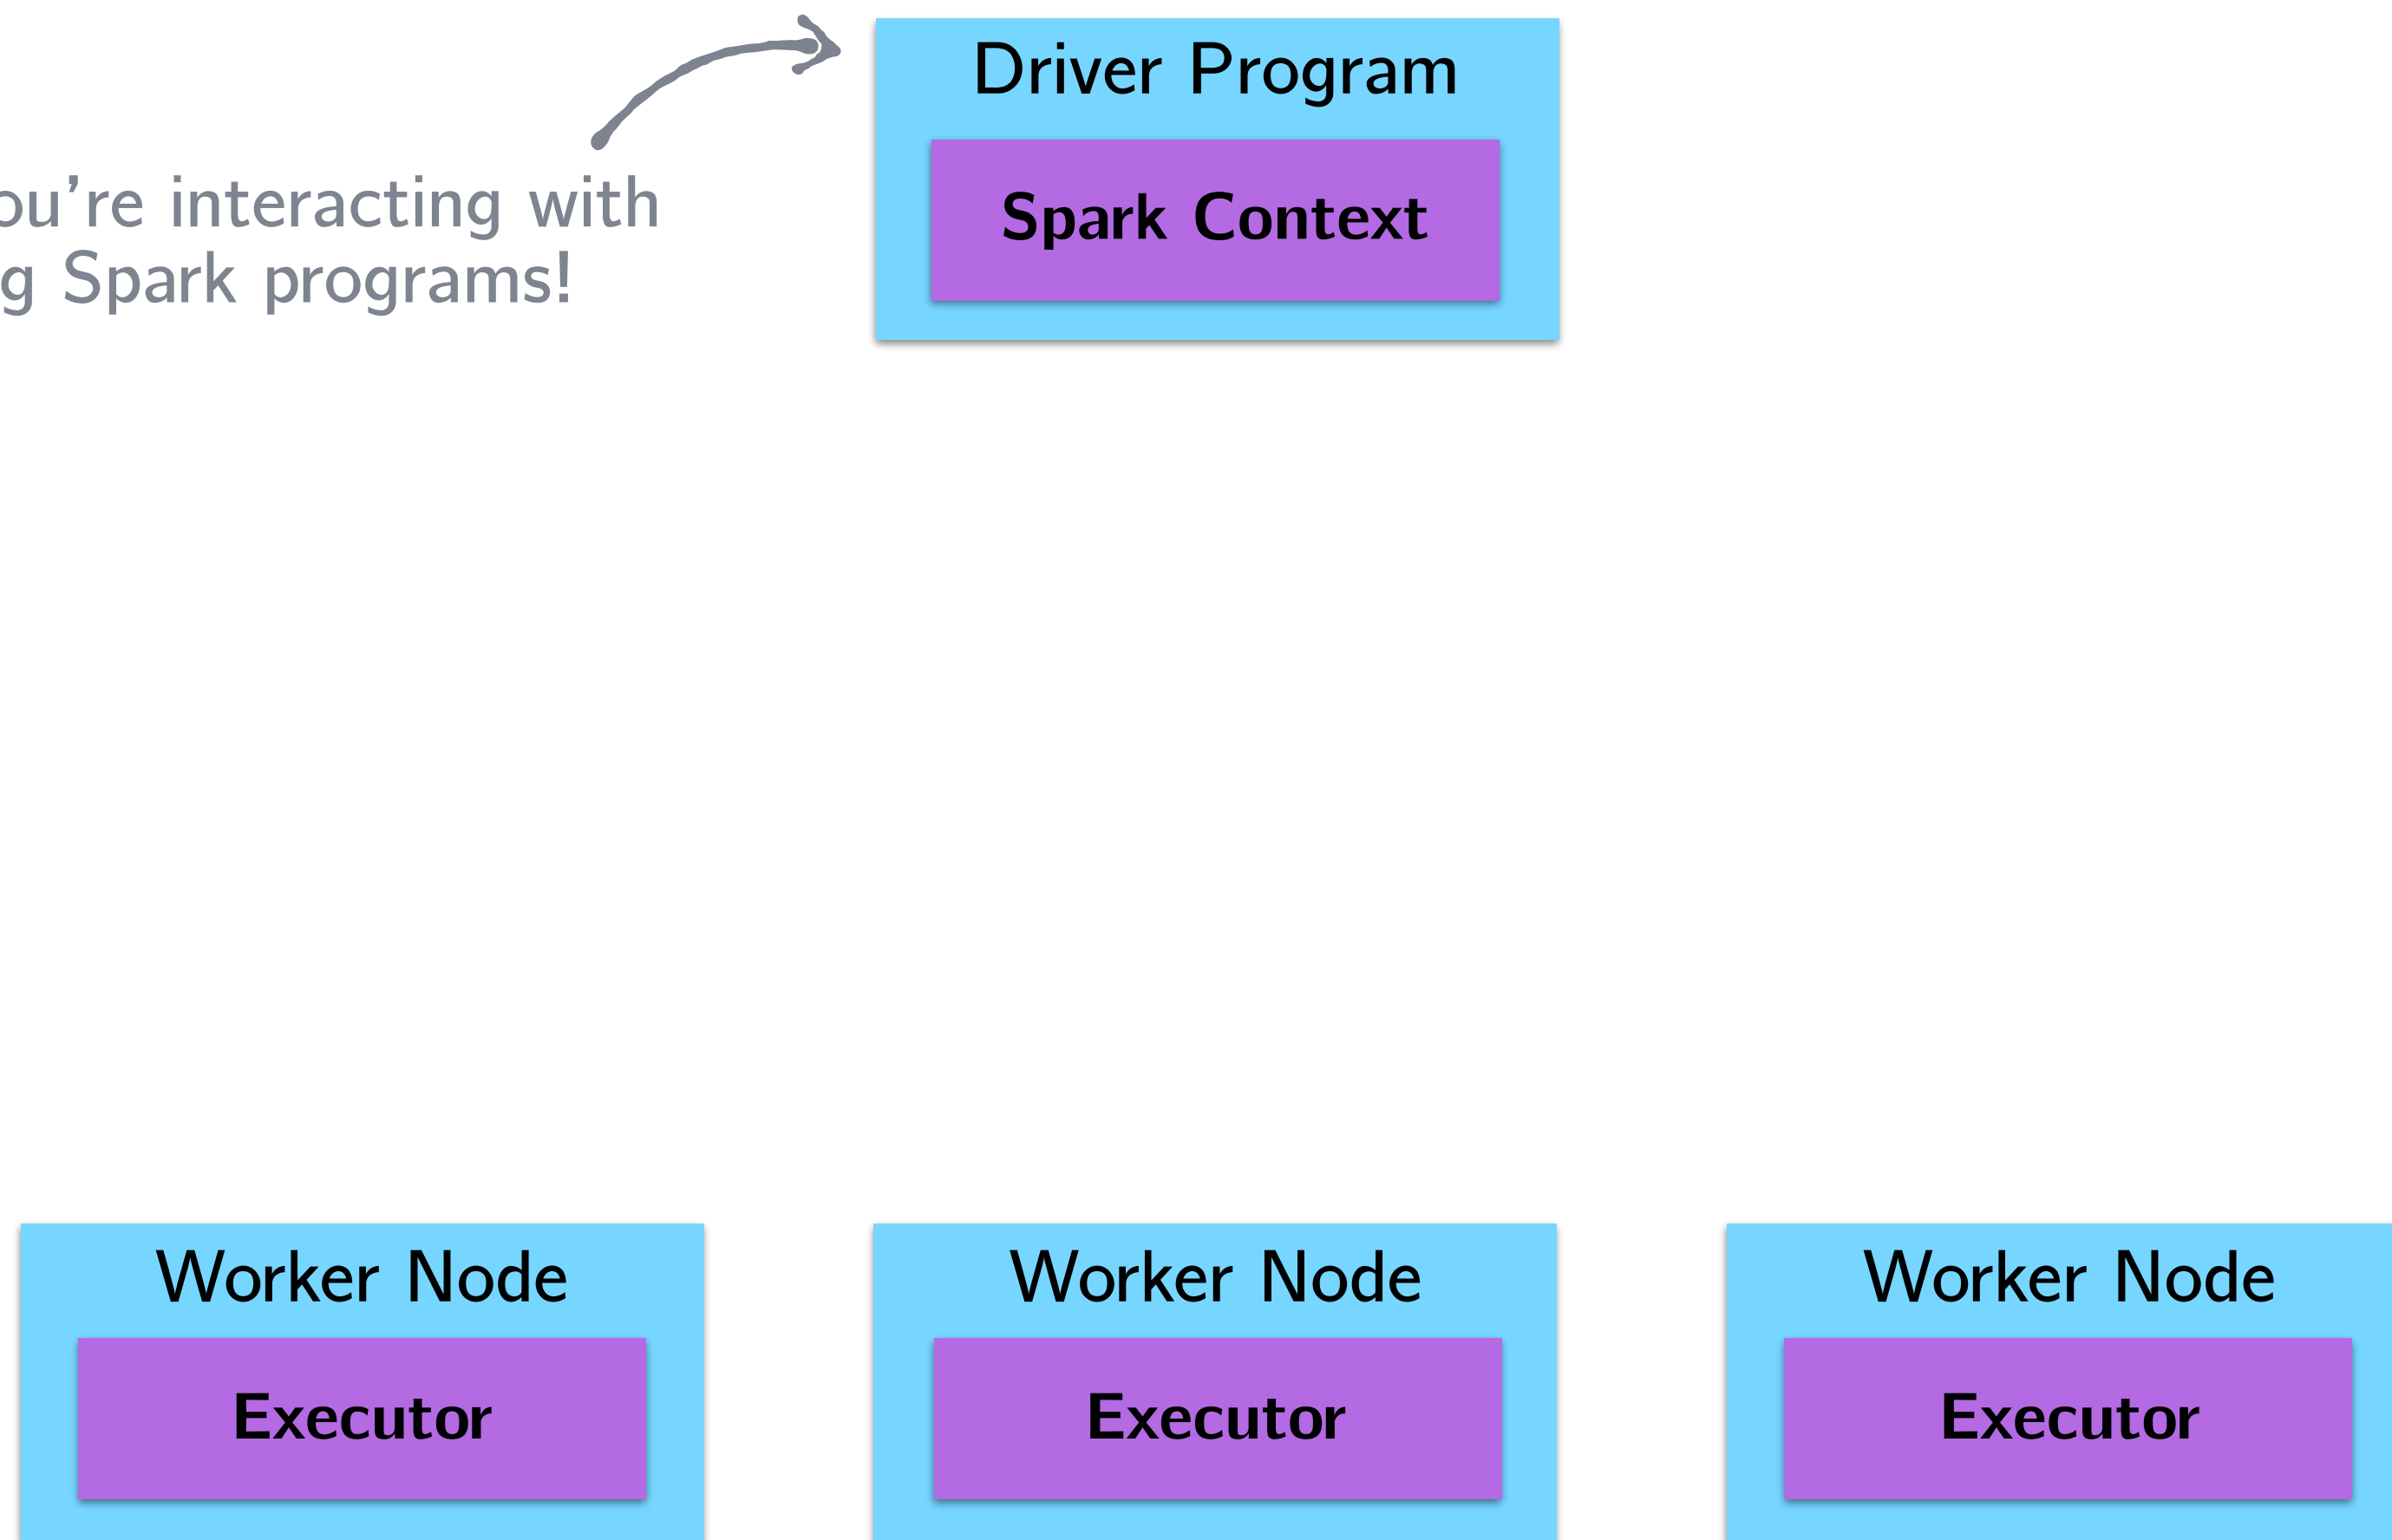 Driver Program
Spark Context
ou're interacting with
g Spark programs!
Worker Node
Executor
Worker Node
Executor
Worker Node
Executor